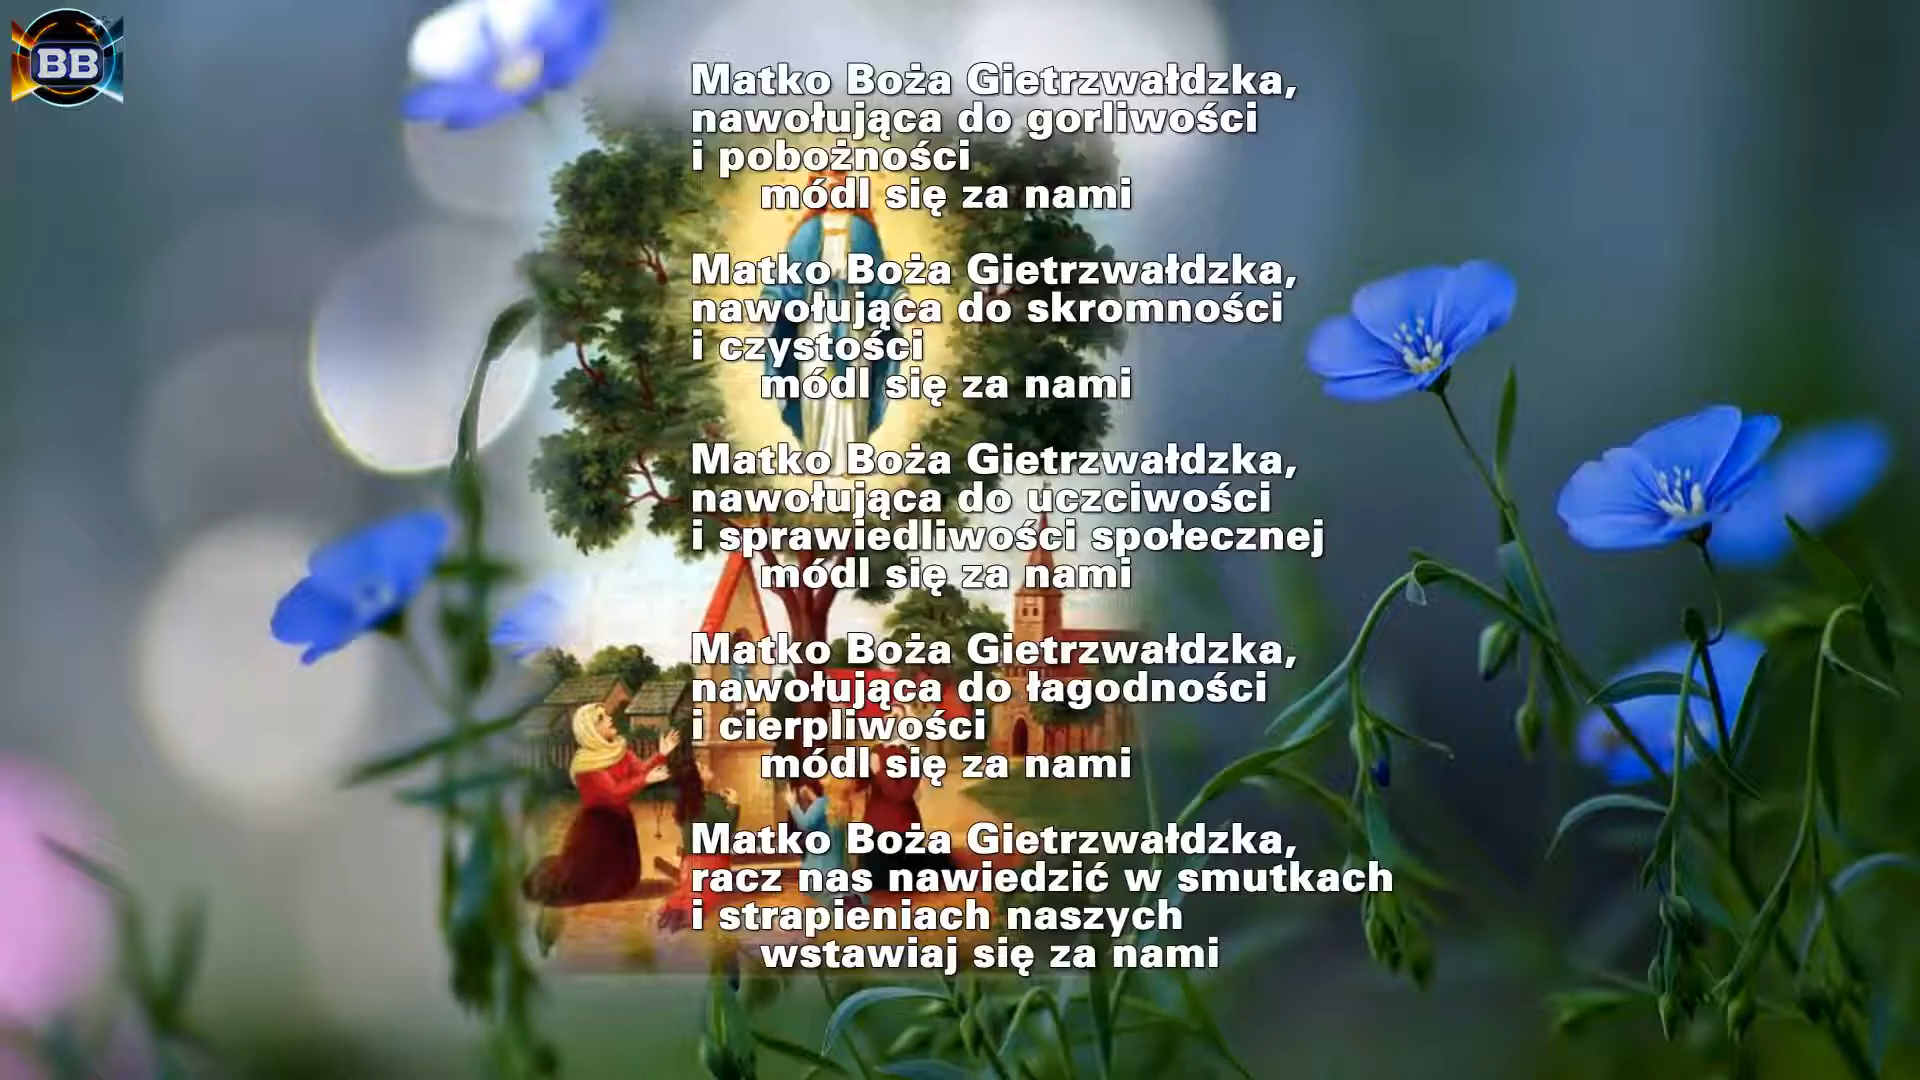 BB
Matko Boża Gietrzwałdzka,
nawołująca do gorliwości
i pobożności
módl się za nami
Matko Boża Gietrzwałdzka,
nawołująca do skromności
i czystości
módl się za nami
Matko Boża Gietrzwałdzka,
nawołująca do uczciwości
i sprawiedliwości społecznej
módl się za nami
Matko Boża Gietrzwałdzka,
nawołująca do łagodności
i cierpliwości
módl się za nami
Matko Boża Gietrzwałdzka,
racz nas nawiedzić w smutkach
i strapieniach naszych
wstawiaj się za nami